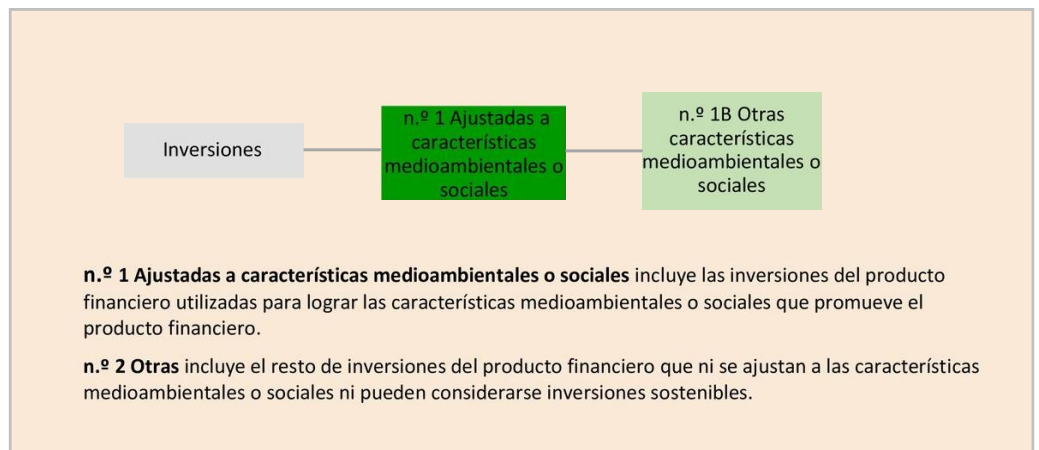 Inversiones
n.º 1 Ajustadas a
características
medioambientales o
sociales
n.º 1B Otras
características
medioambientales o
sociales
n.º 1 Ajustadas a características medioambientales o sociales incluye las inversiones del producto
financiero utilizadas para lograr las características medioambientales o sociales que promueve el
producto financiero.
n.º 2 Otras incluye el resto de inversiones del producto financiero que ni se ajustan a las características
medioambientales o sociales ni pueden considerarse inversiones sostenibles.